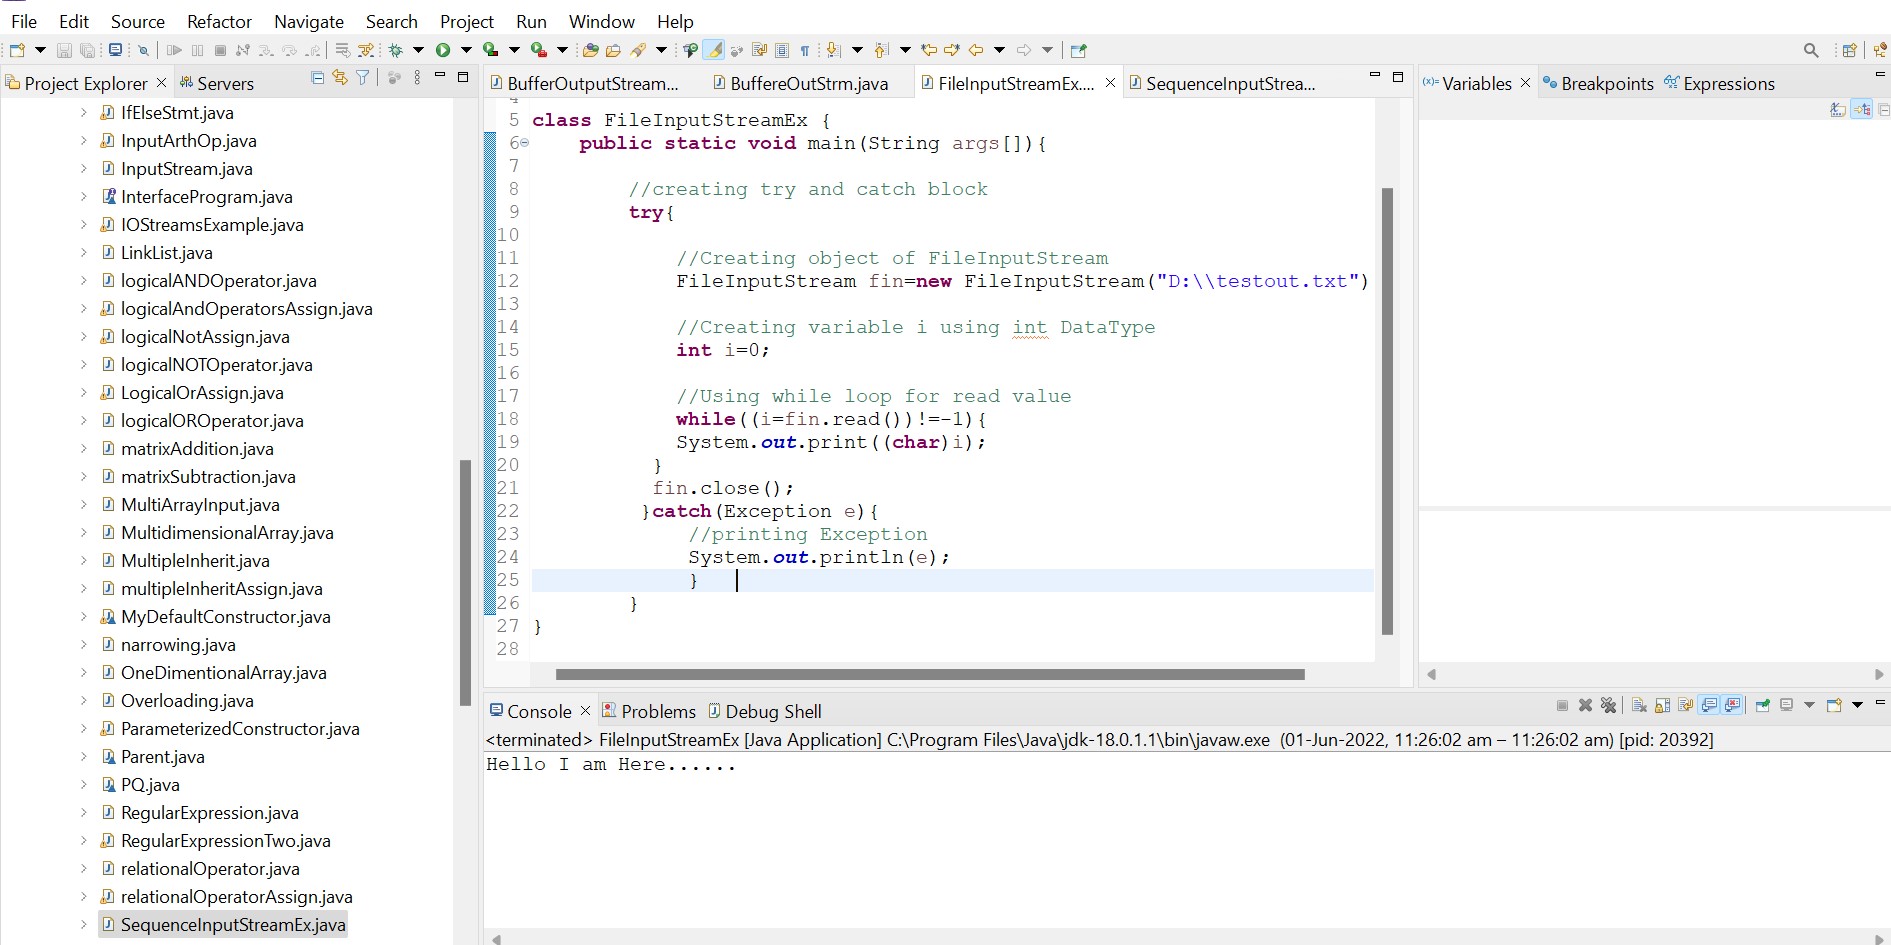 File Edit Source Refactor Navigate Search Project Run Window Help
Project Explorer
Servers
IfElseStmt.java
InputArthOp.java
InputStream.java
InterfaceProgram.java
IOStreamsExample.java
LinkList.java
logicalANDOperator.java
logicalAndOperatorsAssign.java
logicalNotAssign.java
logicalNOTOperator.java
LogicalOrAssign.java
logicalOROperator.java
matrixAddition.java
matrixSubtraction.java
MultiArrayInput.java
MultidimensionalArray.java
MultipleInherit.java
multipleInheritAssign.java
MyDefaultConstructor.java
narrowing.java
OneDimentionalArray.java
Overloading.java
ParameterizedConstructor.java
Parent.java
PQ.java
RegularExpression.java
RegularExpressionTwo.java
relationalOperator.java
relationalOperatorAssign.java
SequenceInputStreamEx.java
BufferOutputStream... BuffereOutStrm.java FileInputStreamEx.... SequenceInputStrea...
5 class FileInputStreamEx {
6 public static void main(String args[]){
7
8 //creating try and catch block
9 try{
10
11 //Creating object of FileInputStream
12 FileInputStream fin=new FileInputStream("D:\\testout.txt")
13
14 //Creating variable i using int DataType
15 int i=0;
16
17 //Using while loop for read value
18 while((i=fin.read())!=-1){
19 System.out.print((char)i);
20 }
21 fin.close();
22 }catch(Exception e){
23 //printing Exception
24 System.out.println(e);
25 }
26 }
27 }
28
(x)= Variables Breakpoints Expressions
Console Problems Debug Shell
<terminated> FileInputStreamEx [Java Application] C:\Program Files\Java\jdk-18.0.1.1\bin\javaw.exe (01-Jun-2022, 11:26:02 am – 11:26:02 am) [pid: 20392]
Hello I am Here......